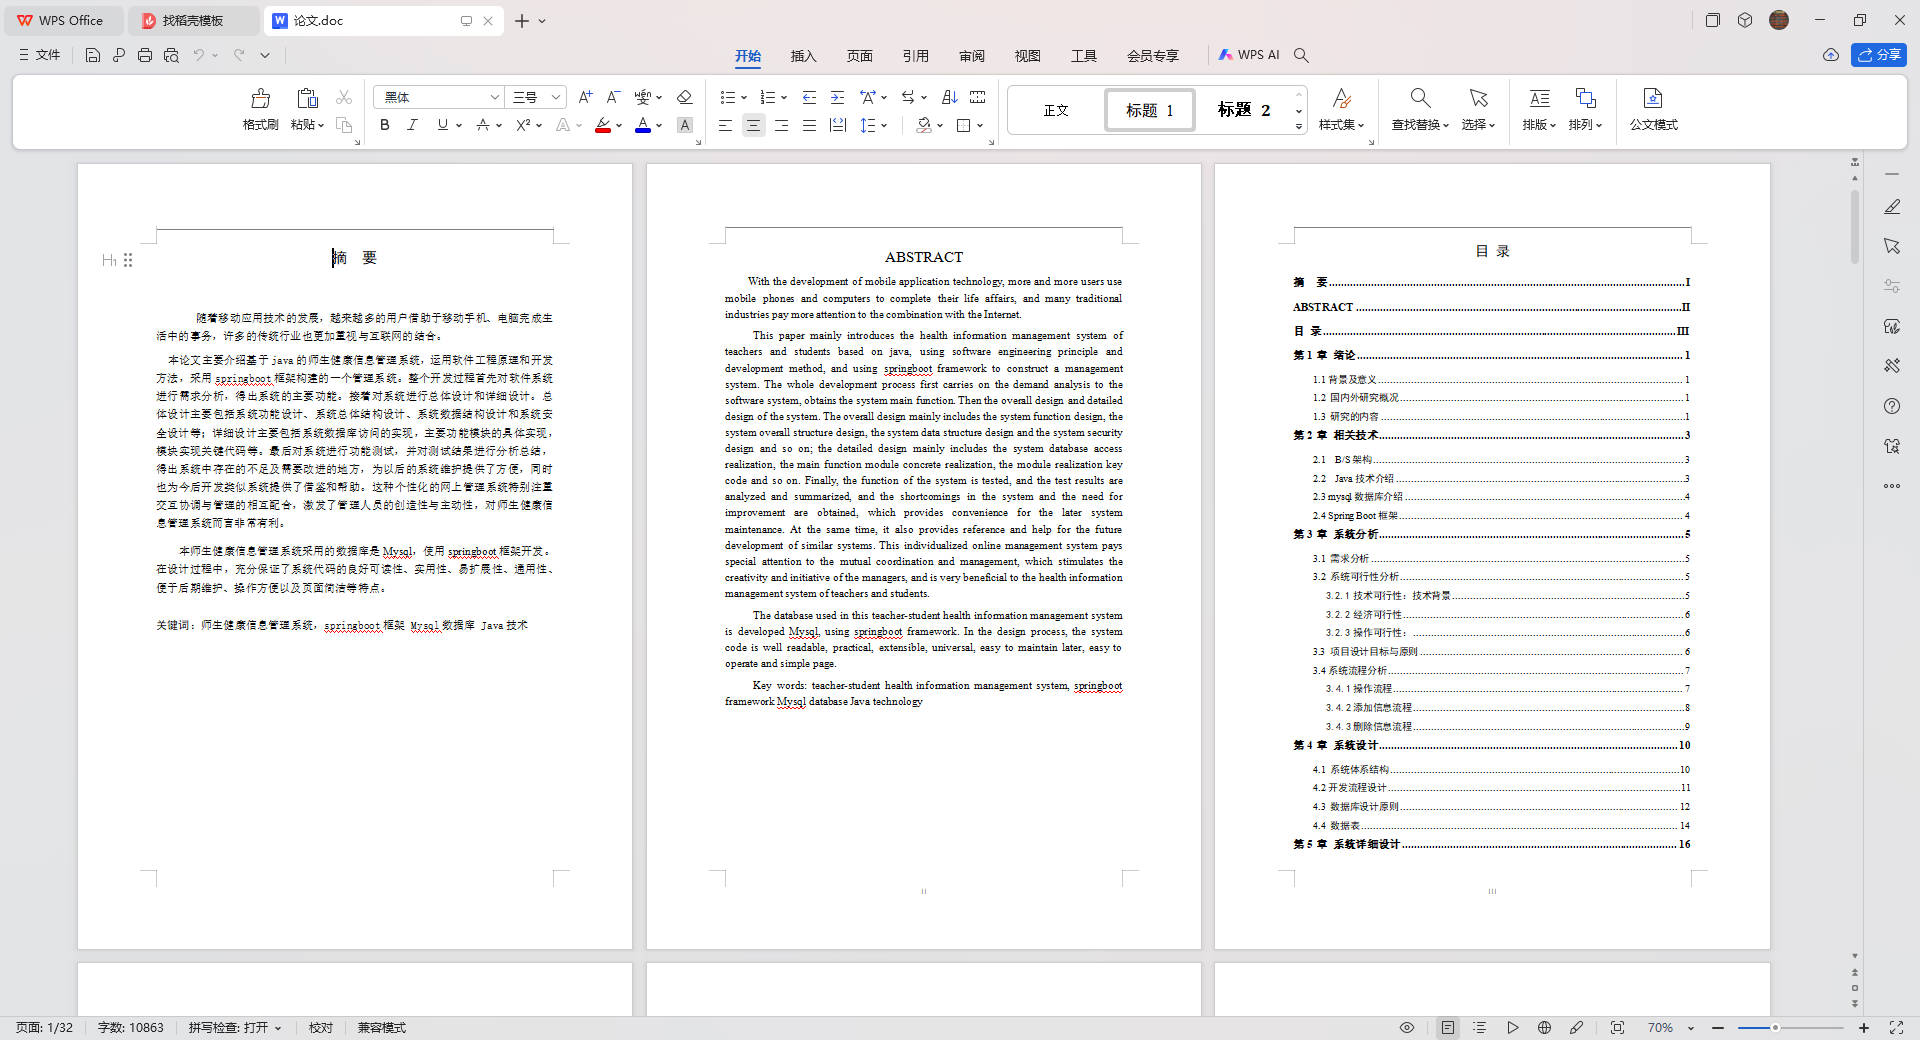 WPS Office
找稻壳模板
论文.doc
文件
开始
插入
页面
引用
审阅
视图
工具
会员专享
WPS AI
分享
格式刷
粘贴
黑体
三号
正文
标题 1
标题 2
样式集
查找替换
选择
排版
排列
公文模式
H1
摘 要
随着移动应用技术的发展，越来越多的用户借助于移动手机、电脑完成生
活中的事务，许多的传统行业也更加重视与互联网的结合。
本论文主要介绍基于 java 的师生健康信息管理系统，运用软件工程原理和开发
方法，采用 springboot 框架构建的一个管理系统。整个开发过程首先对软件系统
进行需求分析，得出系统的主要功能。接着对系统进行总体设计和详细设计。总
体设计主要包括系统功能设计、系统总体结构设计、系统数据结构设计和系统安
全设计等；详细设计主要包括系统数据库访问的实现，主要功能模块的具体实现，
模块实现关键代码等。最后对系统进行功能测试，并对测试结果进行分析总结，
得出系统中存在的不足及需要改进的地方，为以后的系统维护提供了方便，同时
也为今后开发类似系统提供了借鉴和帮助。这种个性化的网上管理系统特别注重
交互协调与管理的相互配合，激发了管理人员的创造性与主动性，对师生健康信
息管理系统而言非常有利。
本师生健康信息管理系统采用的数据库是 Mysql，使用 springboot 框架开发。
在设计过程中，充分保证了系统代码的良好可读性、实用性、易扩展性、通用性、
便于后期维护、操作方便以及页面简洁等特点。
关键词：师生健康信息管理系统，springboot 框架 Mysql 数据库 Java 技术
ABSTRACT
With the development of mobile application technology, more and more users use
mobile phones and computers to complete their life affairs, and many traditional
industries pay more attention to the combination with the Internet.
This paper mainly introduces the health information management system of
teachers and students based on java, using software engineering principle and
development method, and using springboot framework to construct a management
system. The whole development process first carries on the demand analysis to the
software system, obtains the system main function. Then the overall design and detailed
design of the system. The overall design mainly includes the system function design, the
system overall structure design, the system data structure design and the system security
design and so on; the detailed design mainly includes the system database access
realization, the main function module concrete realization, the module realization key
code and so on. Finally, the function of the system is tested, and the test results are
analyzed and summarized, and the shortcomings in the system and the need for
improvement are obtained, which provides convenience for the later system
maintenance. At the same time, it also provides reference and help for the future
development of similar systems. This individualized online management system pays
special attention to the mutual coordination and management, which stimulates the
creativity and initiative of the managers, and is very beneficial to the health information
management system of teachers and students.
The database used in this teacher-student health information management system
is developed Mysql, using springboot framework. In the design process, the system
code is well readable, practical, extensible, universal, easy to maintain later, easy to
operate and simple page.
Key words: teacher-student health information management system, springboot
framework Mysql database Java technology
II
目 录
摘 要 I
ABSTRACT II
目 录 III
第 1 章 绪论 1
1.1 背景及意义 1
1.2 国内外研究概况 1
1.3 研究的内容 1
第 2 章 相关技术 3
2.1 B/S 架构 3
2.2 Java 技术介绍 3
2.3 mysql 数据库介绍 4
2.4 Spring Boot 框架 4
第 3 章 系统分析 5
3.1 需求分析 5
3.2 系统可行性分析 5
3.2.1 技术可行性：技术背景 5
3.2.2 经济可行性 6
3.2.3 操作可行性： 6
3.3 项目设计目标与原则 6
3.4 系统流程分析 7
3.4.1 操作流程 7
3.4.2 添加信息流程 8
3.4.3 删除信息流程 9
第 4 章 系统设计 10
4.1 系统体系结构 10
4.2 开发流程设计 11
4.3 数据库设计原则 12
4.4 数据表 14
第 5 章 系统详细设计 16
III
页面: 1/32
字数: 10863
拼写检查: 打开
校对
兼容模式
70%